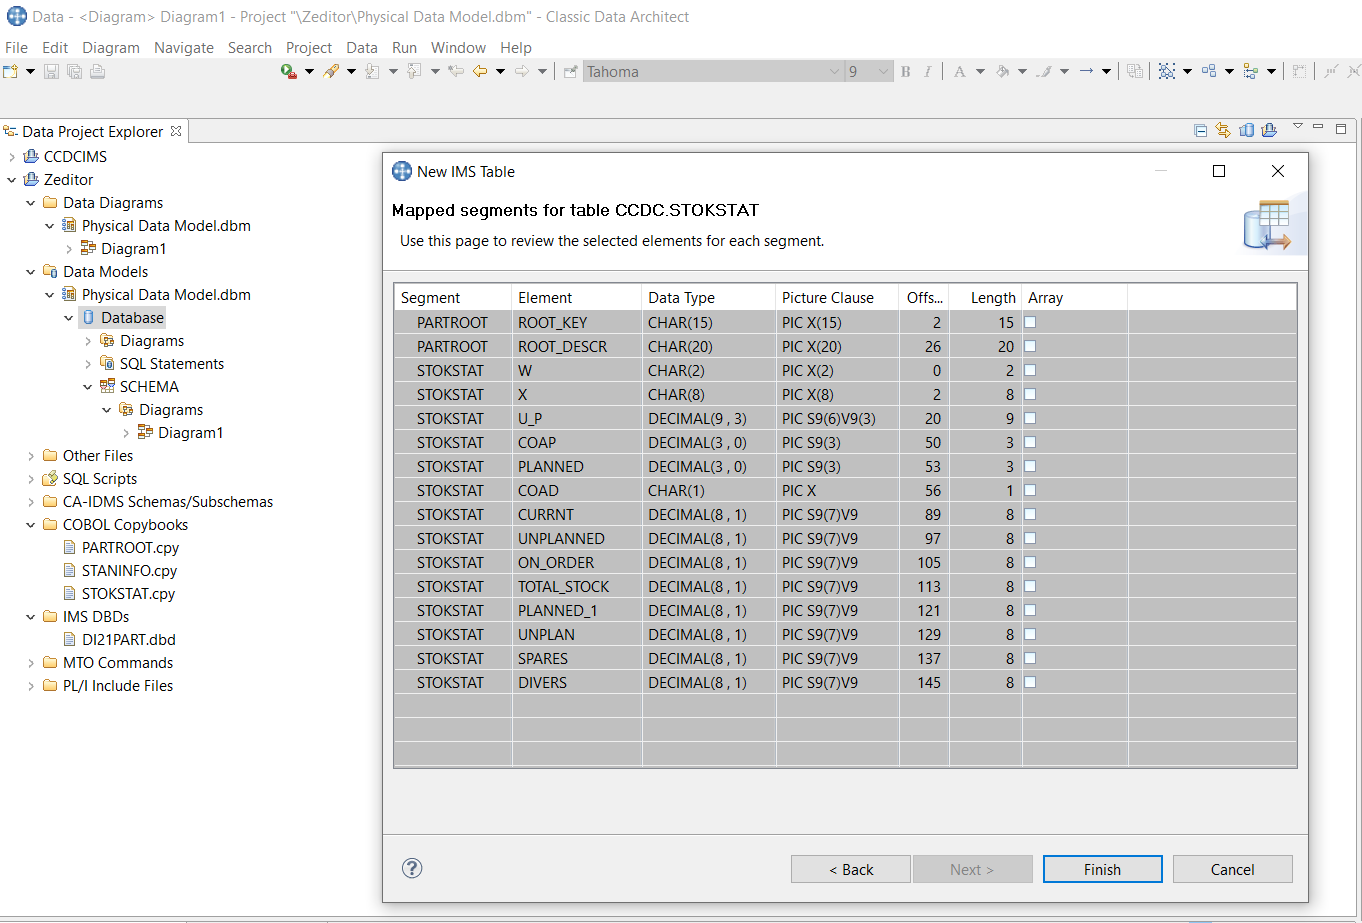 Data - <Diagram> Diagram1 - Project "\Zeditor\Physical Data Model.dbm" - Classic Data Architect
File Edit Diagram Navigate Search Project Data Run Window Help
Tahoma 9 B I A
Data Project Explorer
CCDCIMS
Zeditor
Data Diagrams
Physical Data Model.dbm
Diagram1
Data Models
Physical Data Model.dbm
Database
Diagrams
SQL Statements
SCHEMA
Diagrams
Diagram1
Other Files
SQL Scripts
CA-IDMS Schemas/Subschemas
COBOL Copybooks
PARTROOT.cpy
STANINFO.cpy
STOKSTAT.cpy
IMS DBDs
DI21PART.dbd
MTO Commands
PL/I Include Files
New IMS Table
Mapped segments for table CCDC.STOKSTAT
Use this page to review the selected elements for each segment.
Segment Element Data Type Picture Clause Offs... Length Array
PARTROOT ROOT_KEY CHAR(15) PIC X(15) 2 15
PARTROOT ROOT_DESCR CHAR(20) PIC X(20) 26 20
STOKSTAT W CHAR(2) PIC X(2) 0 2
STOKSTAT X CHAR(8) PIC X(8) 2 8
STOKSTAT U_P DECIMAL(9 , 3) PIC S9(6)V9(3) 20 9
STOKSTAT COAP DECIMAL(3 , 0) PIC S9(3) 50 3
STOKSTAT PLANNED DECIMAL(3 , 0) PIC S9(3) 53 3
STOKSTAT COAD CHAR(1) PIC X 56 1
STOKSTAT CURRNT DECIMAL(8 , 1) PIC S9(7)V9 89 8
STOKSTAT UNPLANNED DECIMAL(8 , 1) PIC S9(7)V9 97 8
STOKSTAT ON_ORDER DECIMAL(8 , 1) PIC S9(7)V9 105 8
STOKSTAT TOTAL_STOCK DECIMAL(8 , 1) PIC S9(7)V9 113 8
STOKSTAT PLANNED_1 DECIMAL(8 , 1) PIC S9(7)V9 121 8
STOKSTAT UNPLAN DECIMAL(8 , 1) PIC S9(7)V9 129 8
STOKSTAT SPARES DECIMAL(8 , 1) PIC S9(7)V9 137 8
STOKSTAT DIVERS DECIMAL(8 , 1) PIC S9(7)V9 145 8
? < Back Next > Finish Cancel